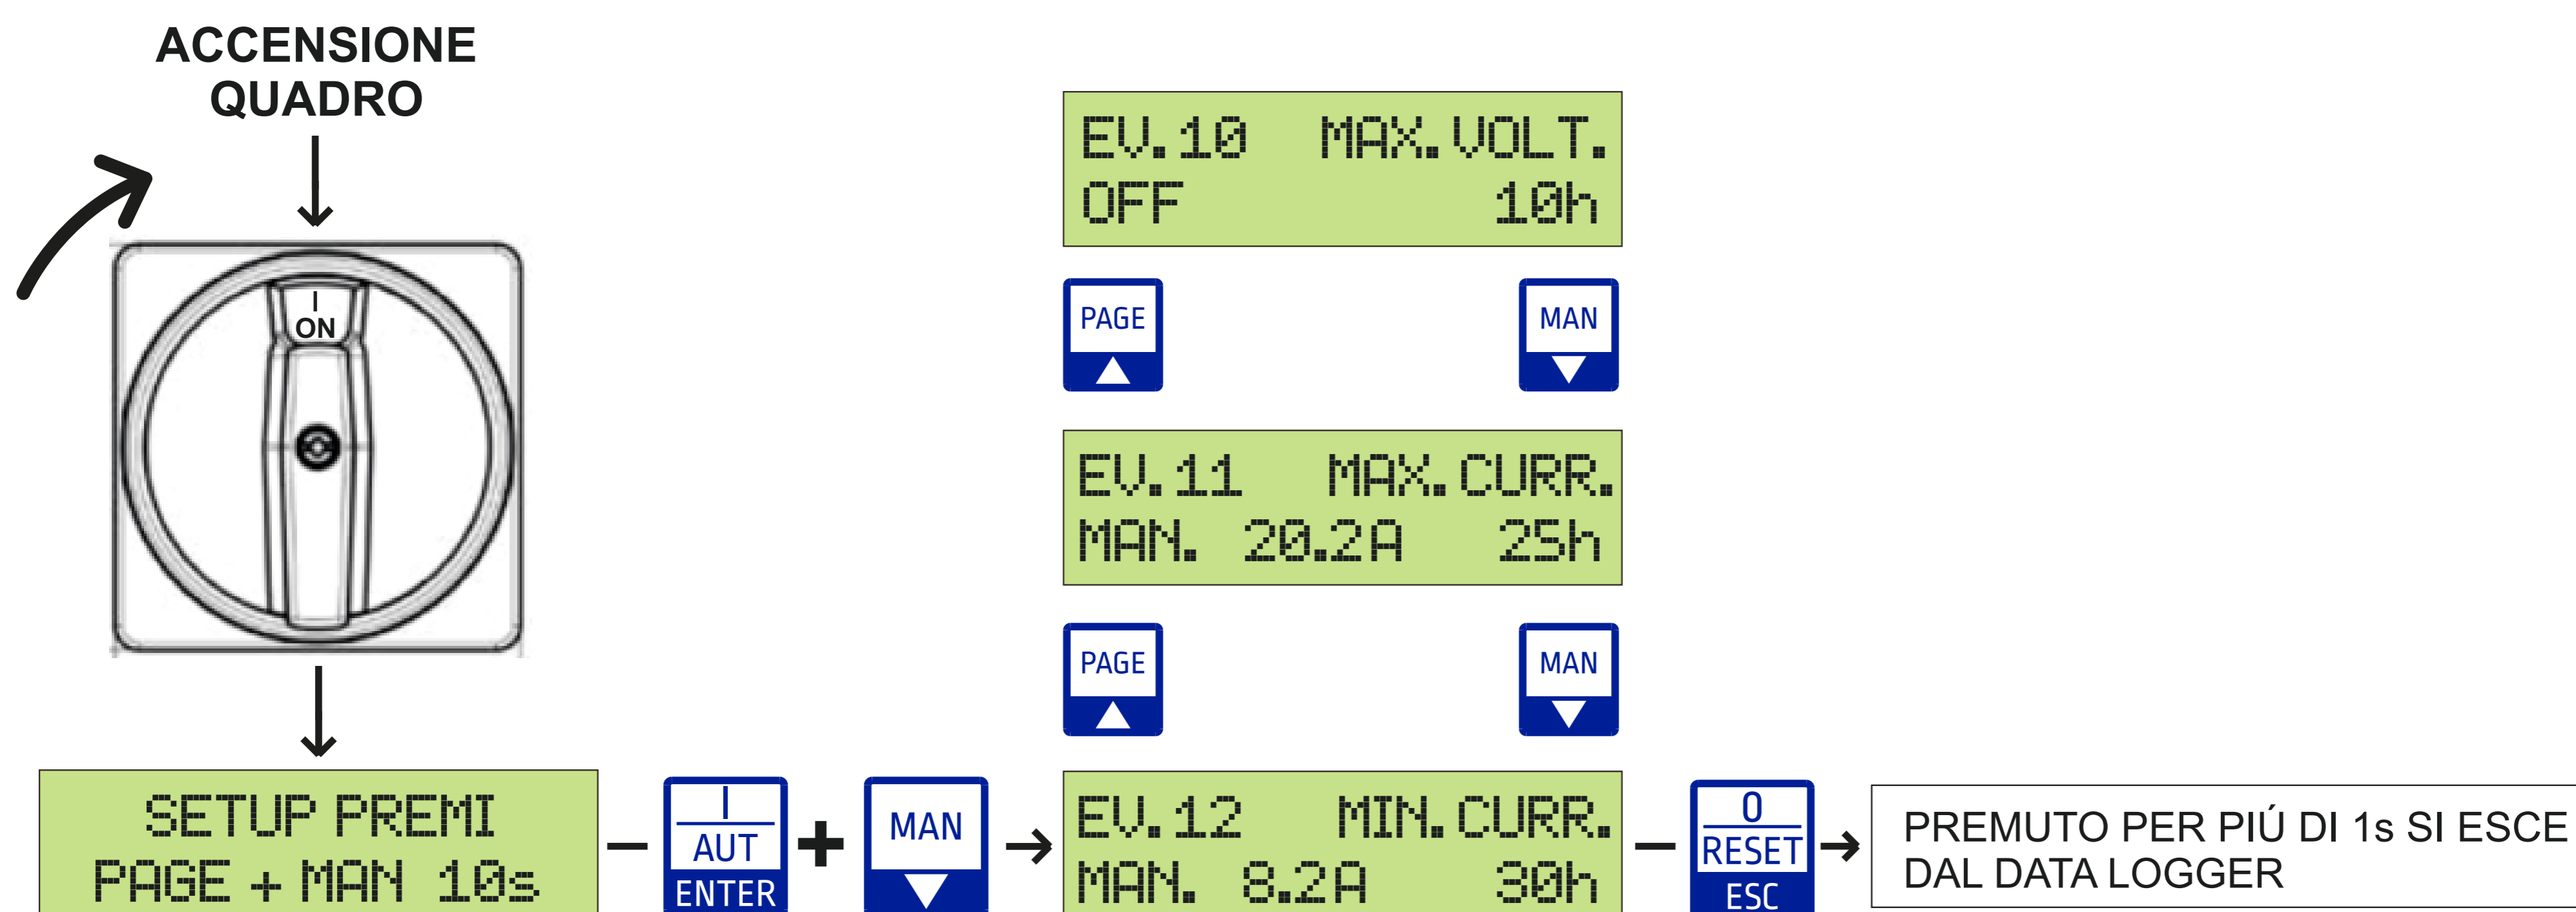 ACCENSIONE
QUADRO
I
ON
EV.10 MAX.VOLT.
OFF 10h
PAGE MAN
EV.11 MAX.CURR.
MAN. 20.2A 25h
PAGE MAN
SETUP PREMI
PAGE + MAN 10s
I
AUT
ENTER
+
MAN
EV.12 MIN.CURR.
MAN. 8.2A 30h
0
RESET
ESC
PREMUTO PER PIÚ DI 1s SI ESCE
DAL DATA LOGGER